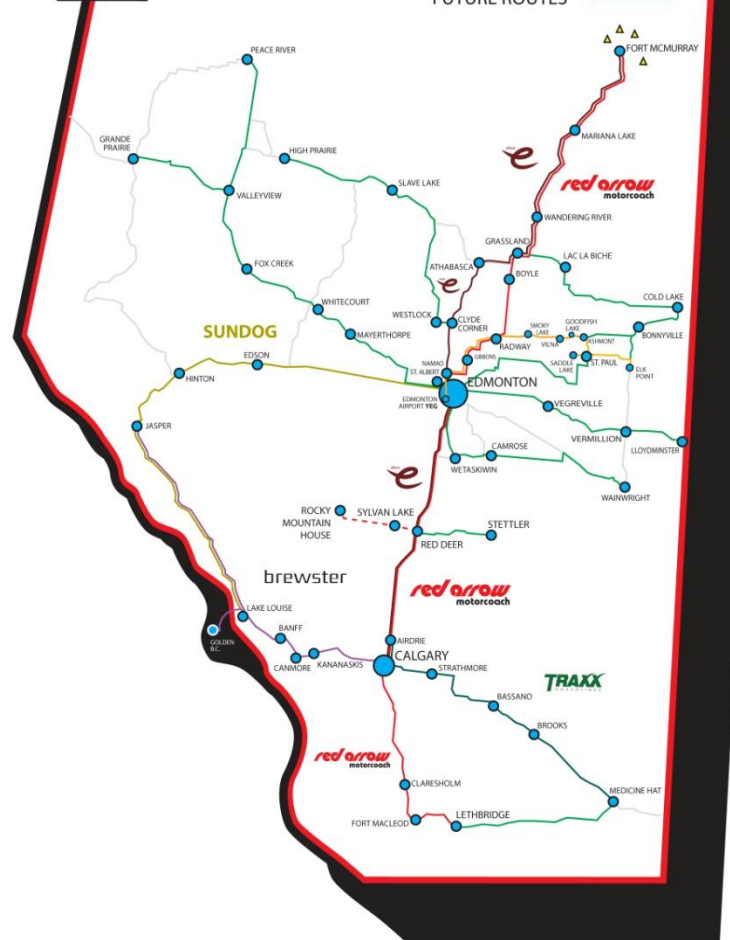 FUTURE ROUTES
PEACE RIVER
FORT MCMURRAY
MARIANA LAKE
GRANDE
PRAIRIE
HIGH PRAIRIE
e
red arrow
motorcoach
SLAVE LAKE
VALLEYVIEW
WANDERING RIVER
GRASSLAND
LAC LA BICHE
ATHABASCA
BOYLE
FOX CREEK
e
COLD LAKE
WHITECOURT
WESTLOCK
CLYDE
CORNER
SUNDOG
MAYERTHORPE
RADWAY
SMOKY
LAKE
VILNA
GOODFISH
LAKE
ASHMONT
BONNYVILLE
EDSON
NAMAO
GIBBONS
ST. ALBERT
SADDLE
LAKE
ST. PAUL
ELK
POINT
HINTON
EDMONTON
EDMONTON
AIRPORT YEG
VEGREVILLE
JASPER
VERMILLION
LLOYDMINSTER
CAMROSE
WETASKIWIN
e
WAINWRIGHT
ROCKY
MOUNTAIN
HOUSE
SYLVAN LAKE
STETTLER
RED DEER
brewster
red arrow
motorcoach
LAKE LOUISE
GOLDEN
B.C.
BANFF
AIRDRIE
CANMORE
KANANASKIS
CALGARY
STRATHMORE
TRAXX
BASSANO
BROOKS
red arrow
motorcoach
CLARESHOLM
MEDICINE HAT
FORT MACLEOD
LETHBRIDGE